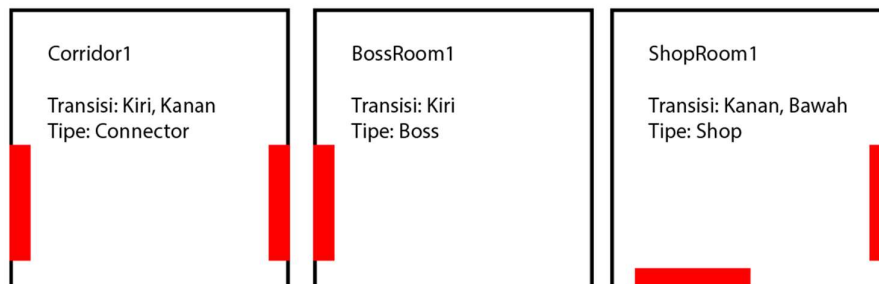 Corridor1
Transisi: Kiri, Kanan
Tipe: Connector
BossRoom1
Transisi: Kiri
Tipe: Boss
ShopRoom1
Transisi: Kanan, Bawah
Tipe: Shop